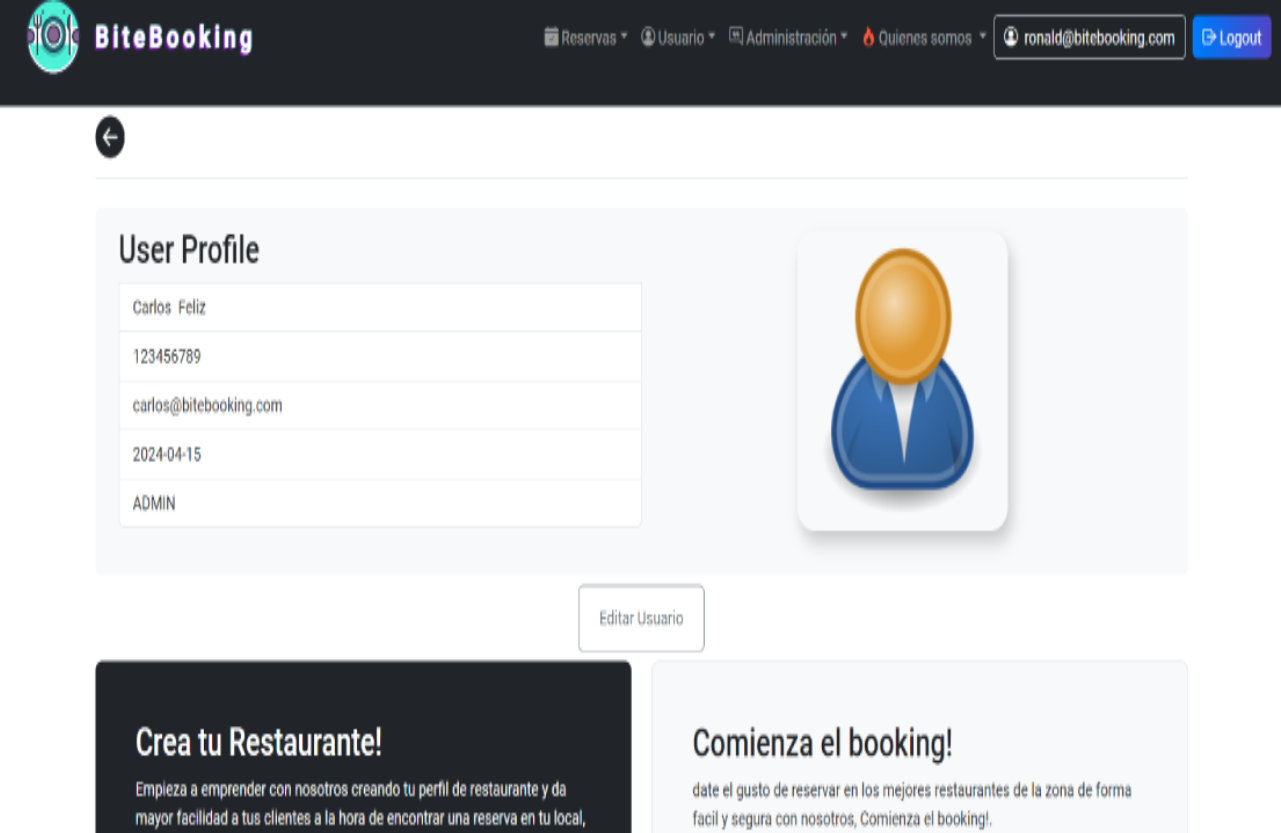 BiteBooking
Reservas Usuario Administración Quienes somos ronald@bitebooking.com Logout
User Profile
Carlos Feliz
123456789
carlos@bitebooking.com
2024-04-15
ADMIN
Editar Usuario
Crea tu Restaurante!
Empieza a emprender con nosotros creando tu perfil de restaurante y da
mayor facilidad a tus clientes a la hora de encontrar una reserva en tu local,
Comienza el booking!
date el gusto de reservar en los mejores restaurantes de la zona de forma
facil y segura con nosotros, Comienza el booking!.